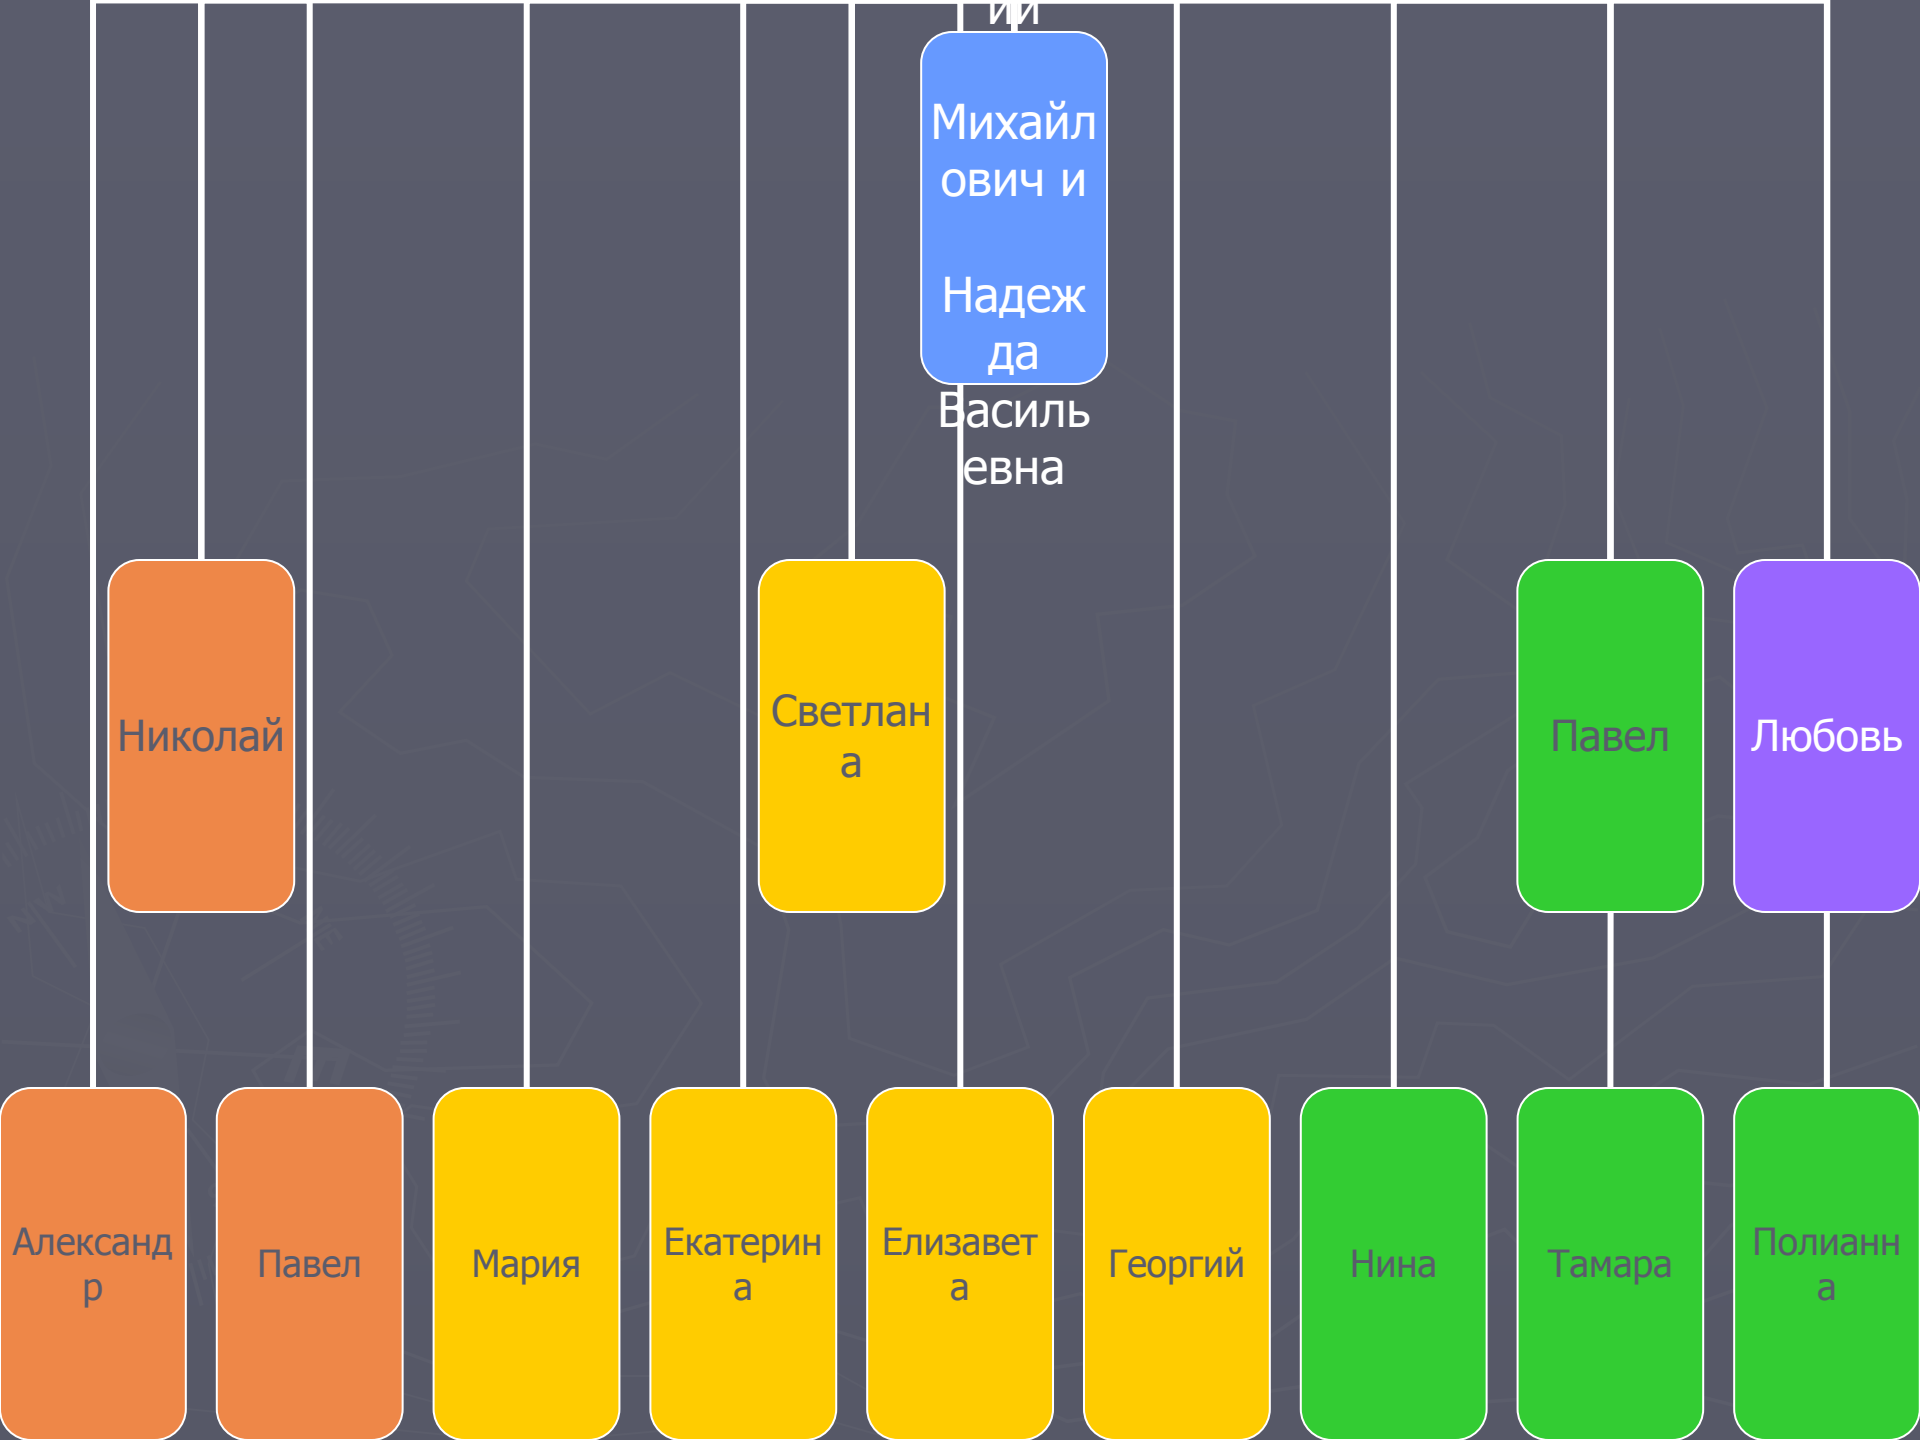 ий
Михайл
ович и
Надеж
да
Василь
евна
Николай
Светлан
а
Павел
Любовь
Александ
р
Павел
Мария
Екатерин
а
Елизавет
а
Георгий
Нина
Тамара
Полианн
а